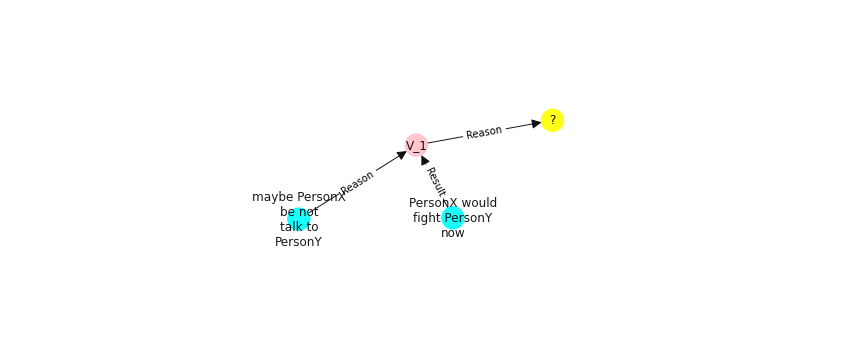 ?
Reason
V_1
Reason
Result
maybe PersonX
be not
talk to
PersonY
PersonX would
fight PersonY
now